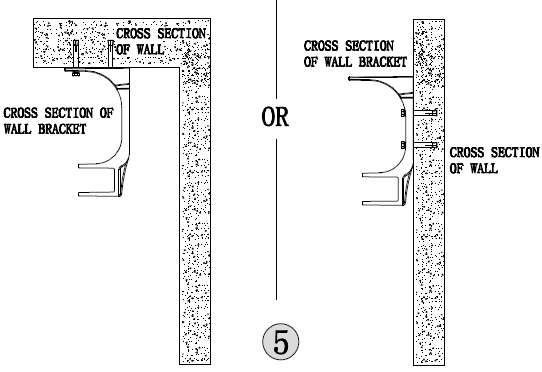 CROSS SECTION
OF WALL
CROSS SECTION OF
WALL BRACKET
OR
CROSS SECTION
OF WALL BRACKET
CROSS SECTION
OF WALL
5